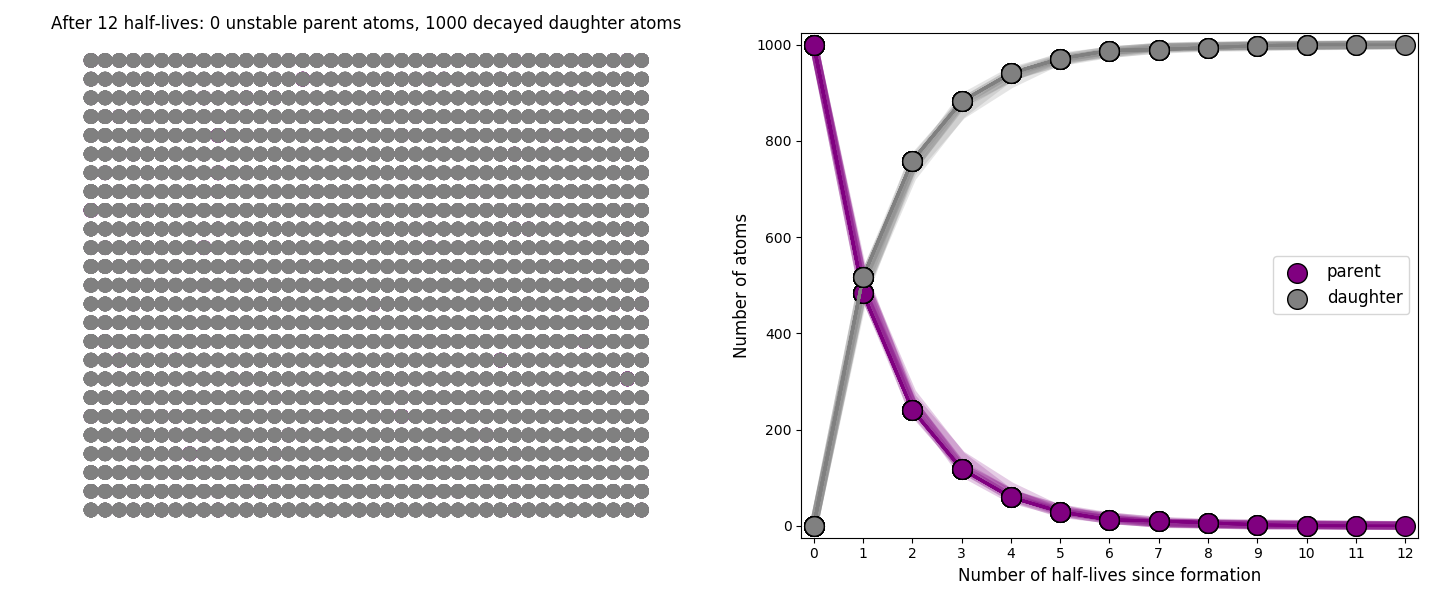 After 12 half-lives: 0 unstable parent atoms, 1000 decayed daughter atoms
1000
800
600
400
200
0
Number of atoms
parent
daughter
0 1 2 3 4 5 6 7 8 9 10 11 12
Number of half-lives since formation